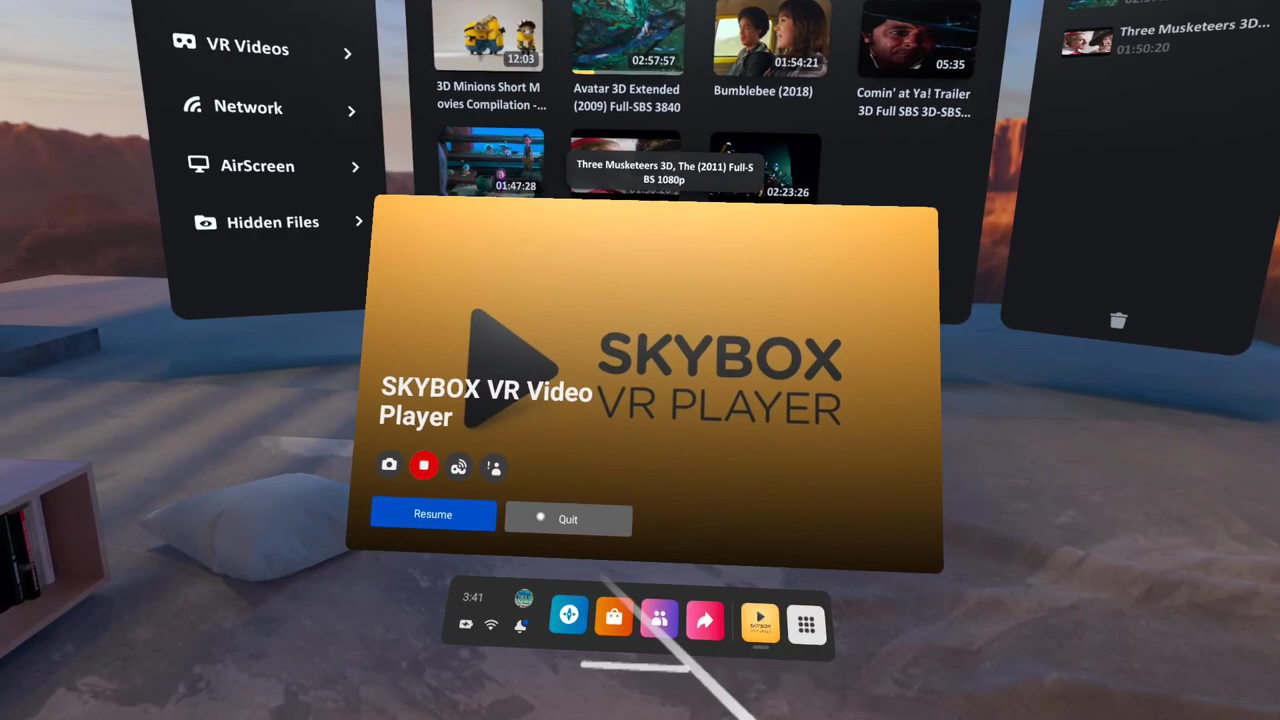 VR Videos
Network
AirScreen
Hidden Files
12:03
3D Minions Short M
ovies Compilation -...
02:57:57
Avatar 3D Extended
(2009) Full-SBS 3840
01:54:21
Bumblebee (2018)
05:35
Comin' at Ya! Trailer
3D Full SBS 3D-SBS...
01:47:28
Three Musketeers 3D, The (2011) Full-S
BS 1080p
02:23:26
Three Musketeers 3D...
01:50:20
SKYBOX
VR PLAYER
SKYBOX VR Video
Player
Resume
Quit
3:41
SKYBOX